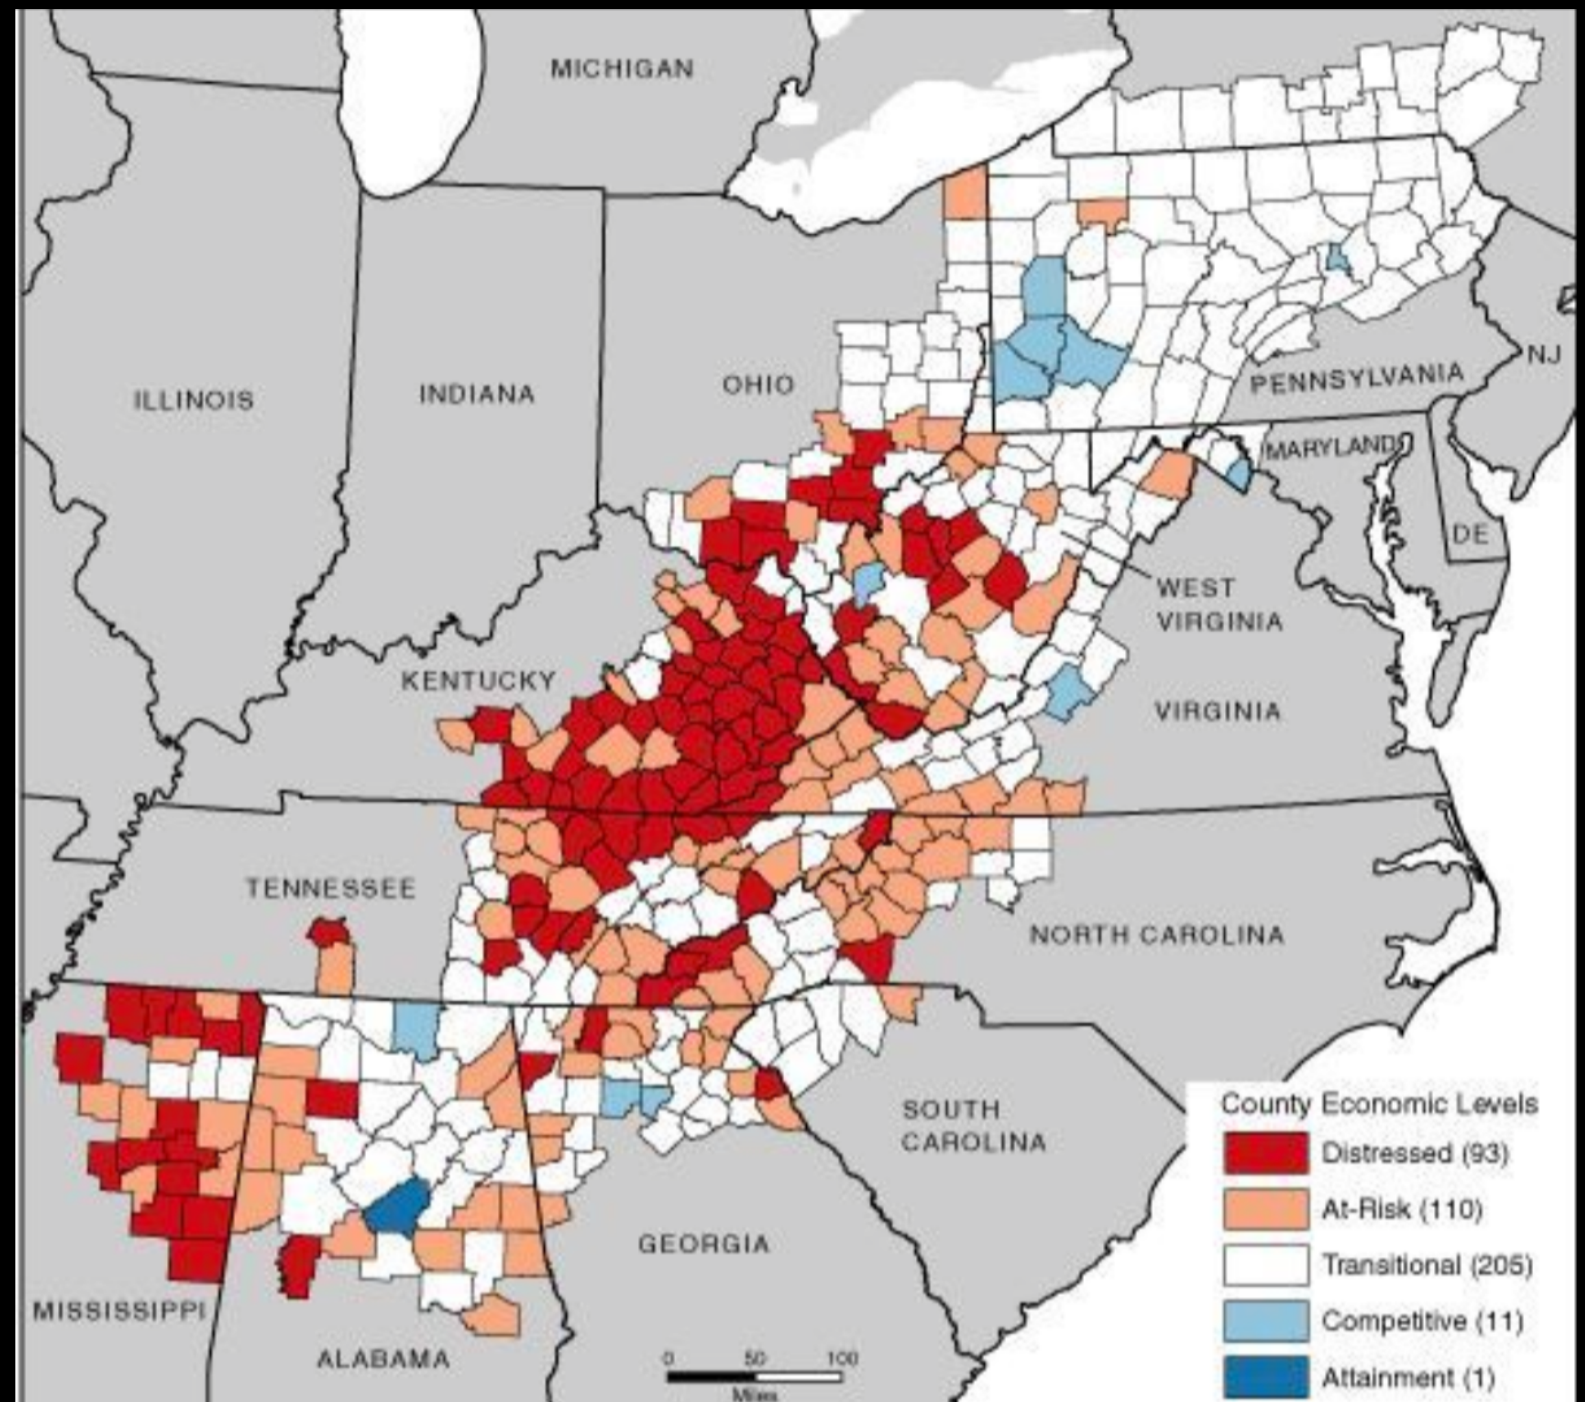 MICHIGAN
ILLINOIS
INDIANA
OHIO
PENNSYLVANIA
NJ
MARYLAND
DE
WEST
VIRGINIA
KENTUCKY
VIRGINIA
TENNESSEE
NORTH CAROLINA
SOUTH
CAROLINA
GEORGIA
MISSISSIPPI
ALABAMA
0 50 100
Miles
County Economic Levels
Distressed (93)
At-Risk (110)
Transitional (205)
Competitive (11)
Attainment (1)